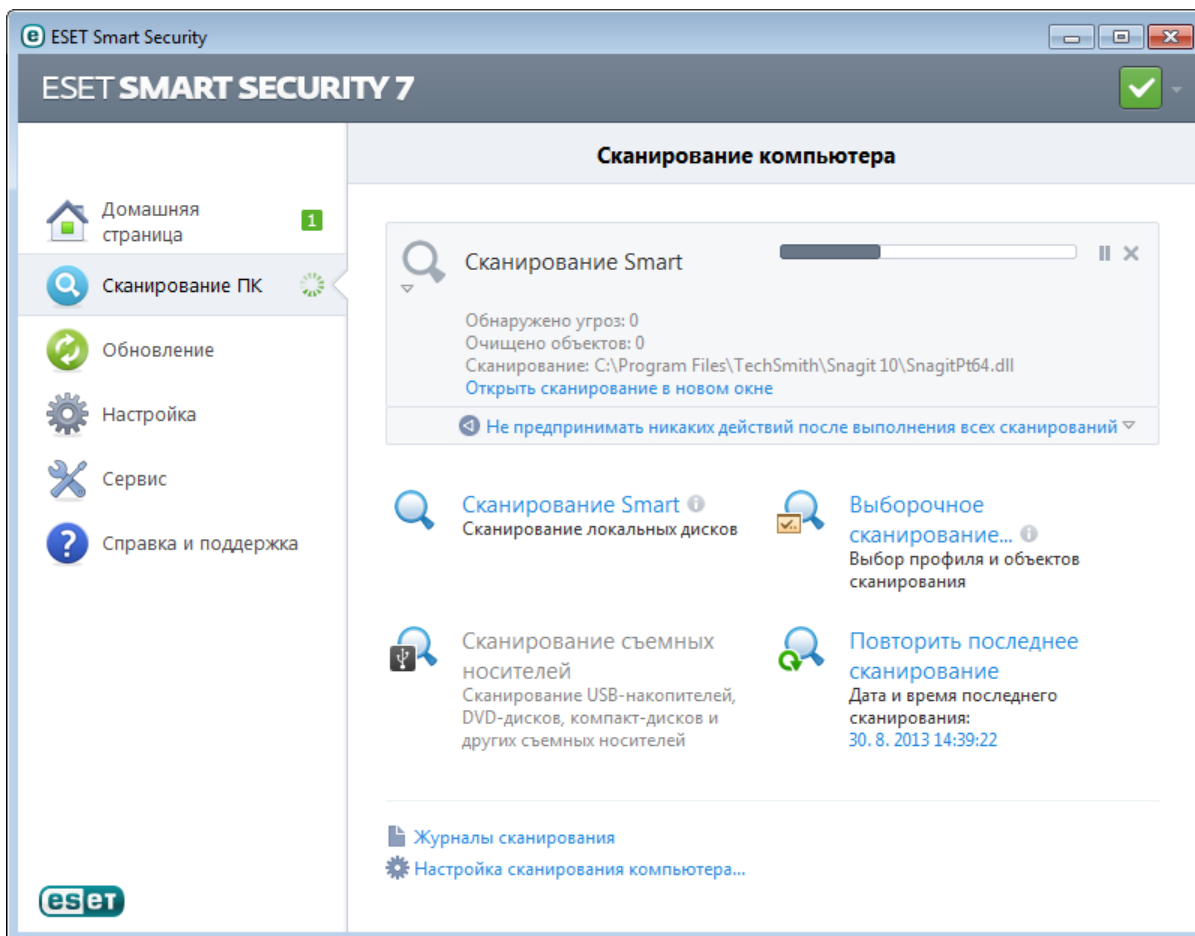 ESET Smart Security
ESET SMART SECURITY 7
Сканирование компьютера
Домашняя
страница
1
Сканирование ПК
Обновление
Настройка
Сервис
Справка и поддержка
Сканирование Smart
Обнаружено угроз: 0
Очищено объектов: 0
Сканирование: C:\Program Files\TechSmith\Snagit 10\SnagitPt64.dll
Открыть сканирование в новом окне
Не предпринимать никаких действий после выполнения всех сканирований
Сканирование Smart
Сканирование локальных дисков
Выборочное
сканирование...
Выбор профиля и объектов
сканирования
Сканирование съемных
носителей
Сканирование USB-накопителей,
DVD-дисков, компакт-дисков и
других съемных носителей
Повторить последнее
сканирование
Дата и время последнего
сканирования:
30. 8. 2013 14:39:22
Журналы сканирования
Настройка сканирования компьютера...
eset